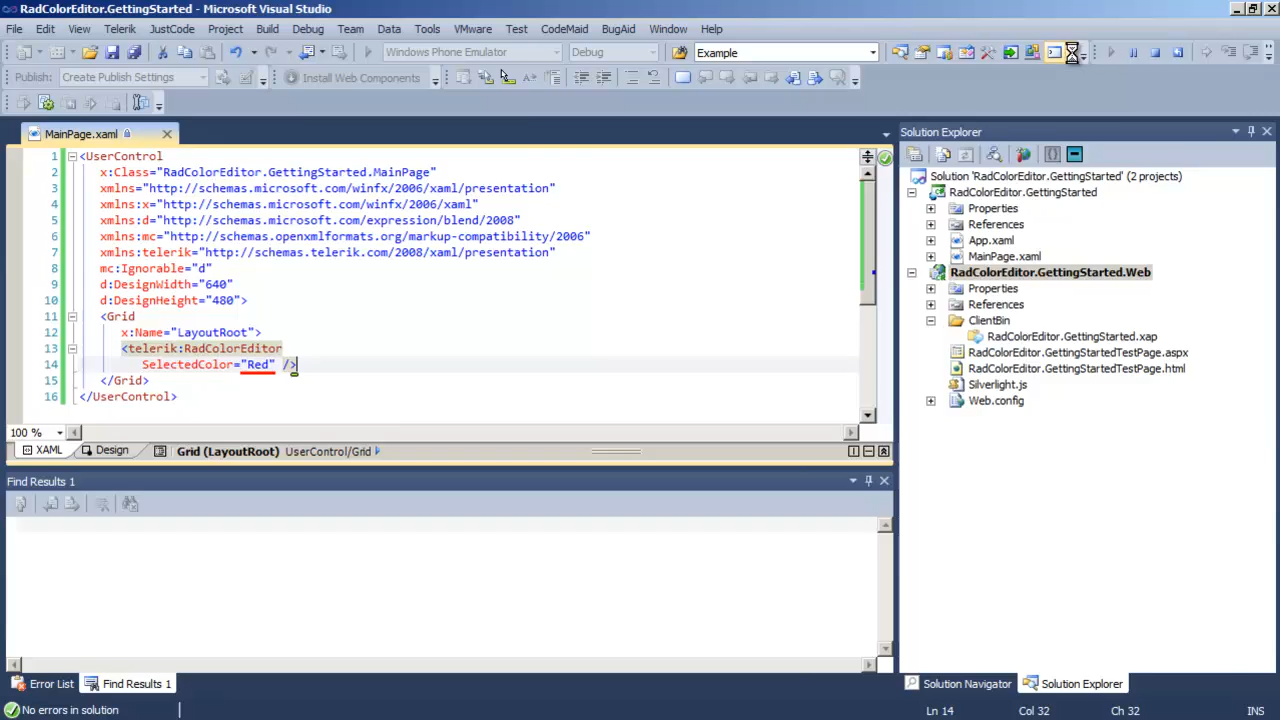 RadColorEditor.GettingStarted - Microsoft Visual Studio
File Edit View Telerik JustCode Project Build Debug Team Data Tools VMware Test CodeMaid BugAid Window Help
Windows Phone Emulator Debug Example
Publish: Create Publish Settings Install Web Components
MainPage.xaml
1 <UserControl
2 x:Class="RadColorEditor.GettingStarted.MainPage"
3 xmlns="http://schemas.microsoft.com/winfx/2006/xaml/presentation"
4 xmlns:x="http://schemas.microsoft.com/winfx/2006/xaml"
5 xmlns:d="http://schemas.microsoft.com/expression/blend/2008"
6 xmlns:mc="http://schemas.openxmlformats.org/markup-compatibility/2006"
7 xmlns:telerik="http://schemas.telerik.com/2008/xaml/presentation"
8 mc:Ignorable="d"
9 d:DesignWidth="640"
10 d:DesignHeight="480">
11 <Grid
12 x:Name="LayoutRoot">
13 <telerik:RadColorEditor
14 SelectedColor="Red" />
15 </Grid>
16 </UserControl>
100 %
XAML Design Grid (LayoutRoot) UserControl/Grid
Find Results 1
Error List Find Results 1
Solution Explorer
Solution 'RadColorEditor.GettingStarted' (2 projects)
RadColorEditor.GettingStarted
Properties
References
App.xaml
MainPage.xaml
RadColorEditor.GettingStarted.Web
Properties
References
ClientBin
RadColorEditor.GettingStarted.xap
RadColorEditor.GettingStartedTestPage.aspx
RadColorEditor.GettingStartedTestPage.html
Silverlight.js
Web.config
Solution Navigator Solution Explorer
No errors in solution Ln 14 Col 32 Ch 32 INS